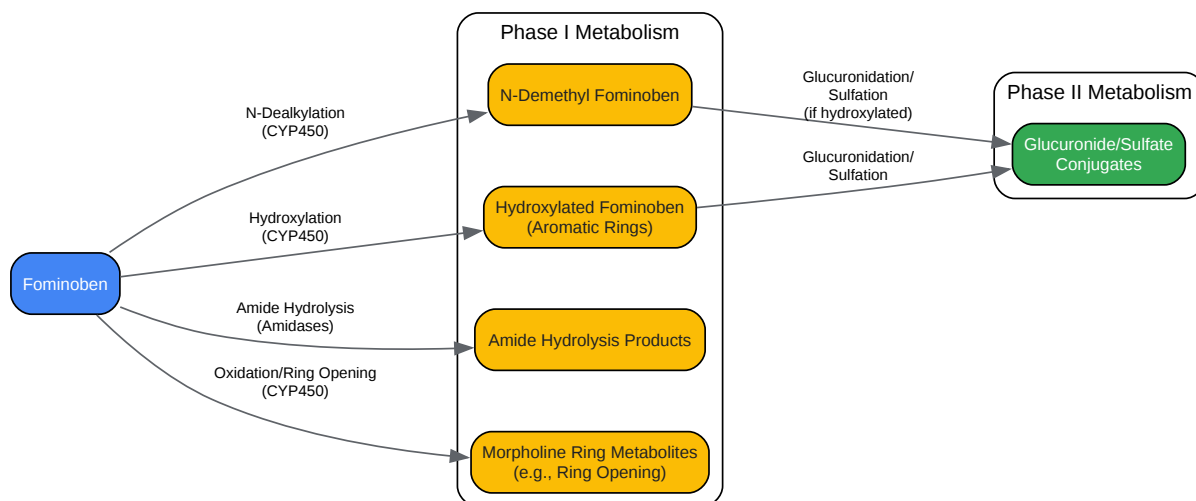 Phase I Metabolism
N-Dealkylation
(CYP450)
N-Demethyl Fominoben
Glucuronidation/
Sulfation
(if hydroxylated)
Phase II Metabolism
Glucuronide/Sulfate
Conjugates
Glucuronidation/
Sulfation
Hydroxylation
(CYP450)
Hydroxylated Fominoben
(Aromatic Rings)
Fominoben
Amide Hydrolysis
(Amidases)
Amide Hydrolysis Products
Oxidation/Ring Opening
(CYP450)
Morpholine Ring Metabolites
(e.g., Ring Opening)